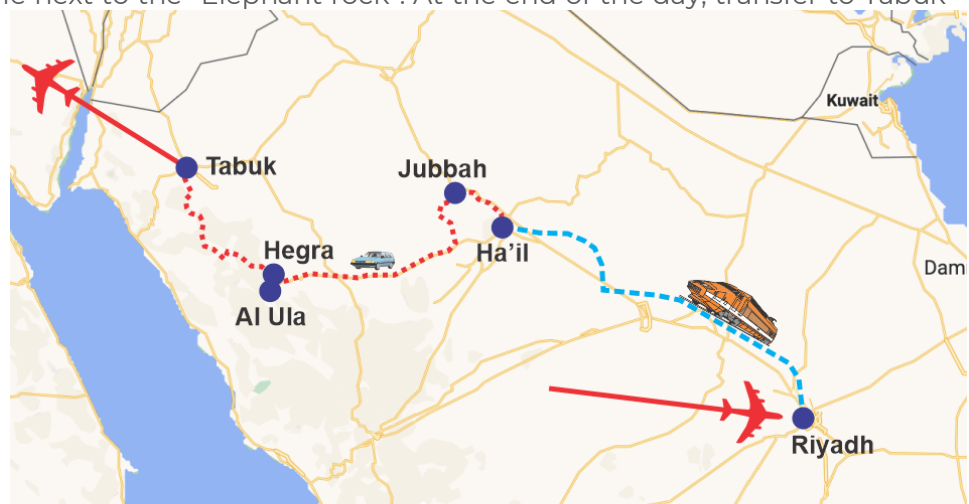 next to the "Elephant rock". At the end of the day, transfer to Tabuk
Kuwait
Tabuk
Jubbah
Hegra
Ha'il
Dam
Al Ula
Riyadh